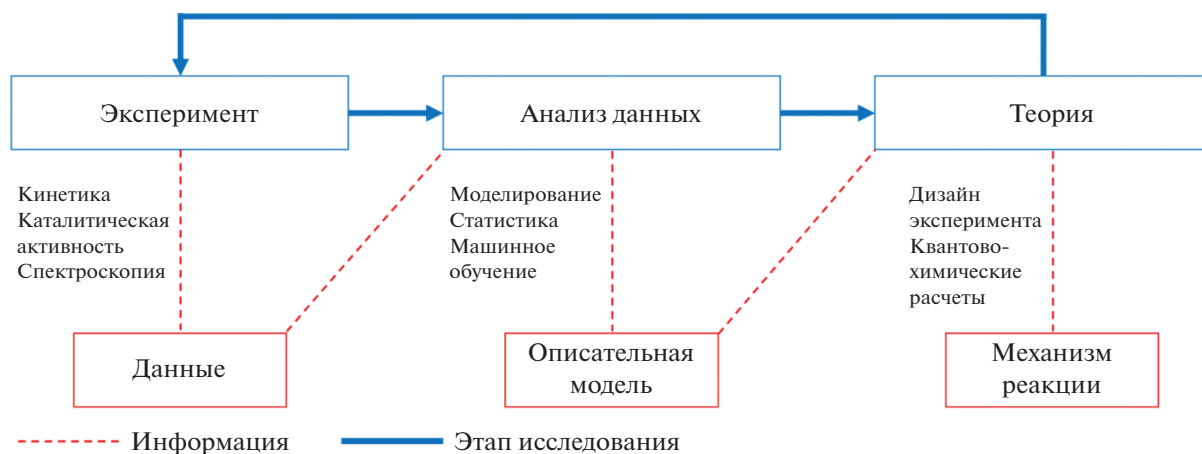 Эксперимент
Анализ данных
Теория
Кинетика
Каталитическая
активность
Спектроскопия
Моделирование
Статистика
Машинное
обучение
Дизайн
эксперимента
Квантово-
химические
расчеты
Данные
Описательная
модель
Механизм
реакции
Информация
Этап исследования